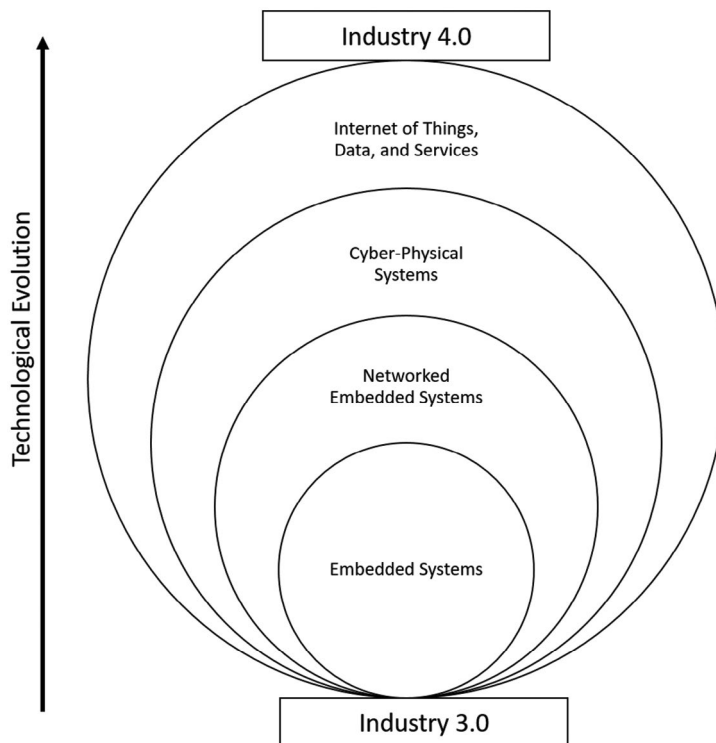 Industry 4.0
Internet of Things,
Data, and Services
Cyber-Physical
Systems
Networked
Embedded Systems
Embedded Systems
Industry 3.0
Technological Evolution